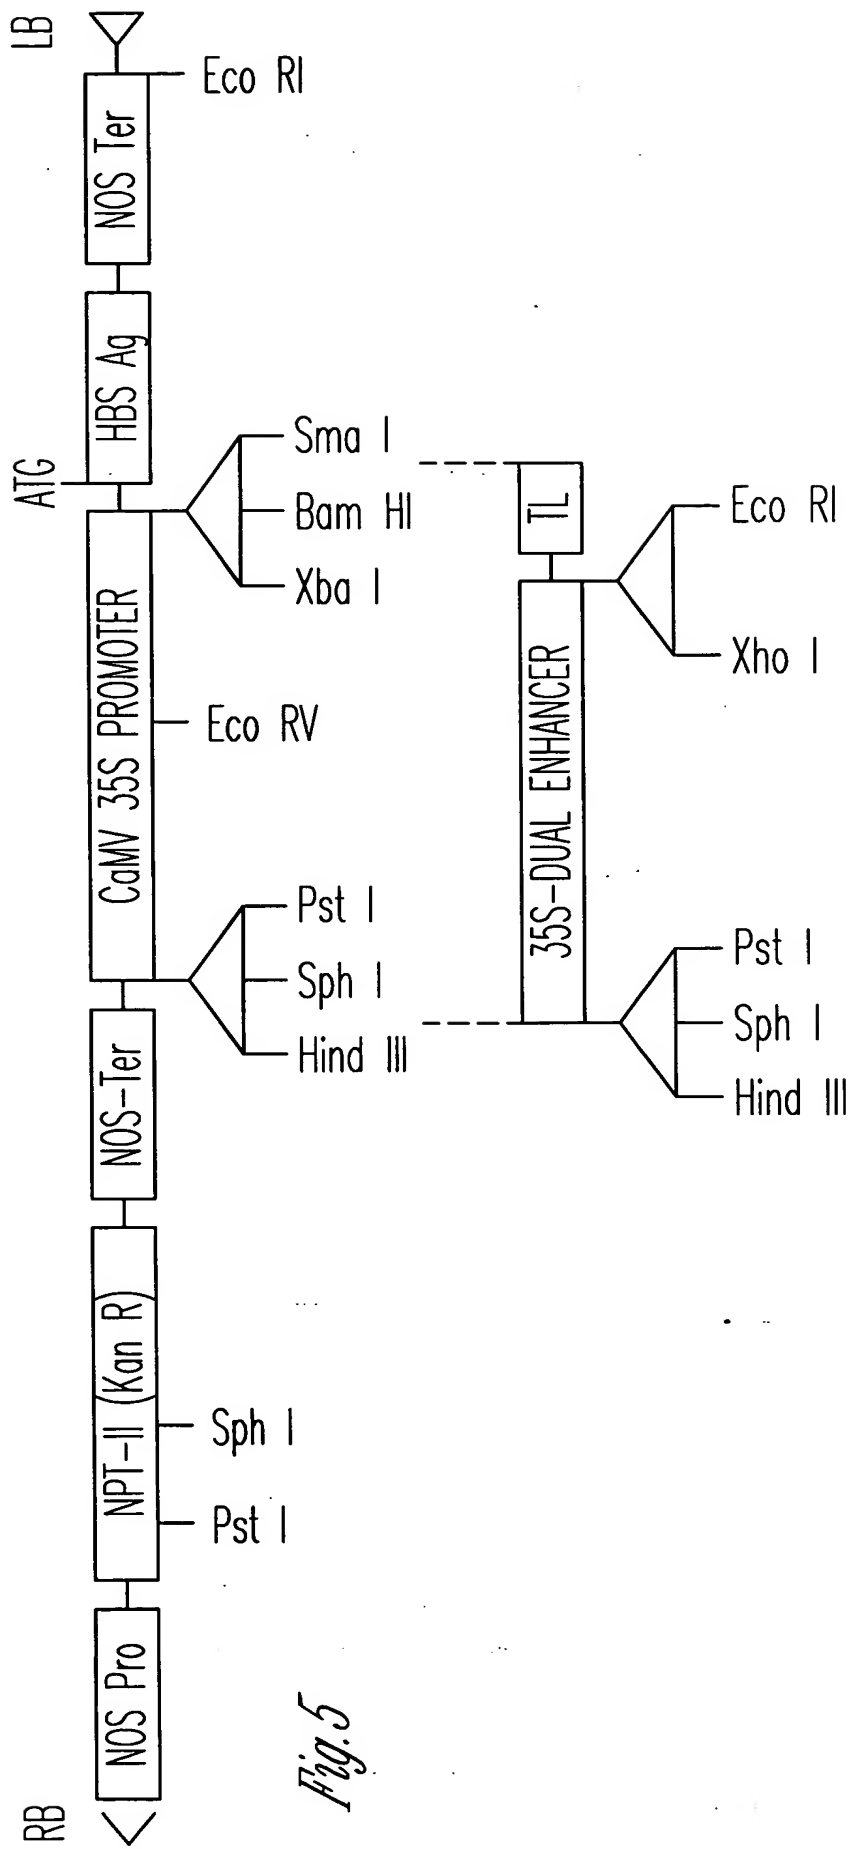 RB
NOS Pro
NPT-II (Kan R)
NOS-Ter
CaMV 35S PROMOTER
ATG
HBS Ag
NOS Ter
LB
Pst I
Sph I
Hind III
Sph I
Pst I
Eco RV
Xba I
Bam HI
Sma I
Eco RI
35S-DUAL ENHANCER
TL
Hind III
Sph I
Pst I
Xho I
Eco RI
Fig. 5